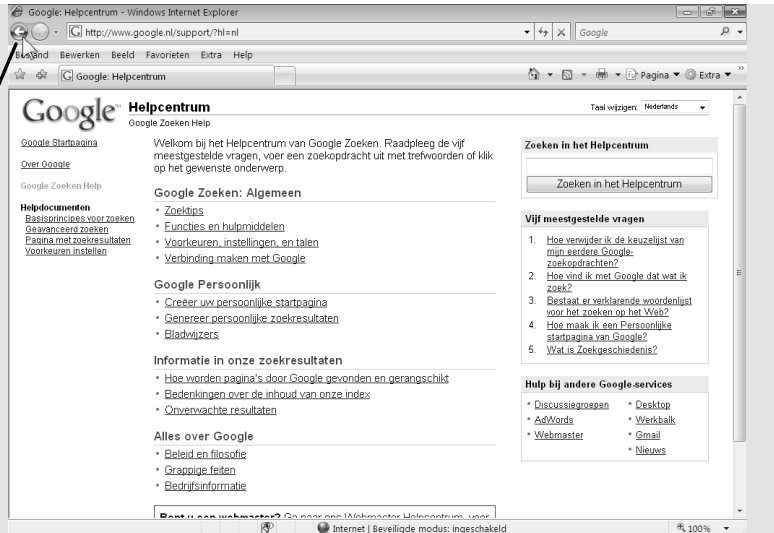 Google: Helpcentrum - Windows Internet Explorer
http://www.google.nl/support/?hl=nl
Google
Bestand Bewerken Beeld Favorieten Extra Help
Google: Helpcentrum
Pagina Extra
Google™ Helpcentrum
Google Zoeken Help
Taal wijzigen: Nederlands
Google Startpagina
Over Google
Google Zoeken Help
Helpdocumenten
Basisprincipes voor zoeken
Geavanceerd zoeken
Pagina met zoekresultaten
Voorkeuren instellen
Welkom bij het Helpcentrum van Google Zoeken. Raadpleeg de vijf
meestgestelde vragen, voer een zoekopdracht uit met trefwoorden of klik
op het gewenste onderwerp.
Google Zoeken: Algemeen
Zoektips
Functies en hulpmiddelen
Voorkeuren, instellingen, en talen
Verbinding maken met Google
Google Persoonlijk
Creëer uw persoonlijke startpagina
Genereer persoonlijke zoekresultaten
Bladwijzers
Informatie in onze zoekresultaten
Hoe worden pagina's door Google gevonden en gerangschikt
Bedenkingen over de inhoud van onze index
Onverwachte resultaten
Alles over Google
Beleid en filosofie
Grappige feiten
Bedrijfsinformatie
Bent u een webmaster? Ga naar ons Webmaster Helpcentrum, voor
Zoeken in het Helpcentrum
Zoeken in het Helpcentrum
Vijf meestgestelde vragen
1. Hoe verwijder ik de keuzelijst van
mijn eerdere Google-
zoekopdrachten?
2. Hoe vind ik met Google dat wat ik
zoek?
3. Bestaat er verklarende woordenlijst
voor het zoeken op het Web?
4. Hoe maak ik een Persoonlijke
startpagina van Google?
5. Wat is Zoekgeschiedenis?
Hulp bij andere Google-services
Discussiegroepen
AdWords
Webmaster
Desktop
Werkbalk
Gmail
Nieuws
Internet | Beveiligde modus: ingeschakeld
100%